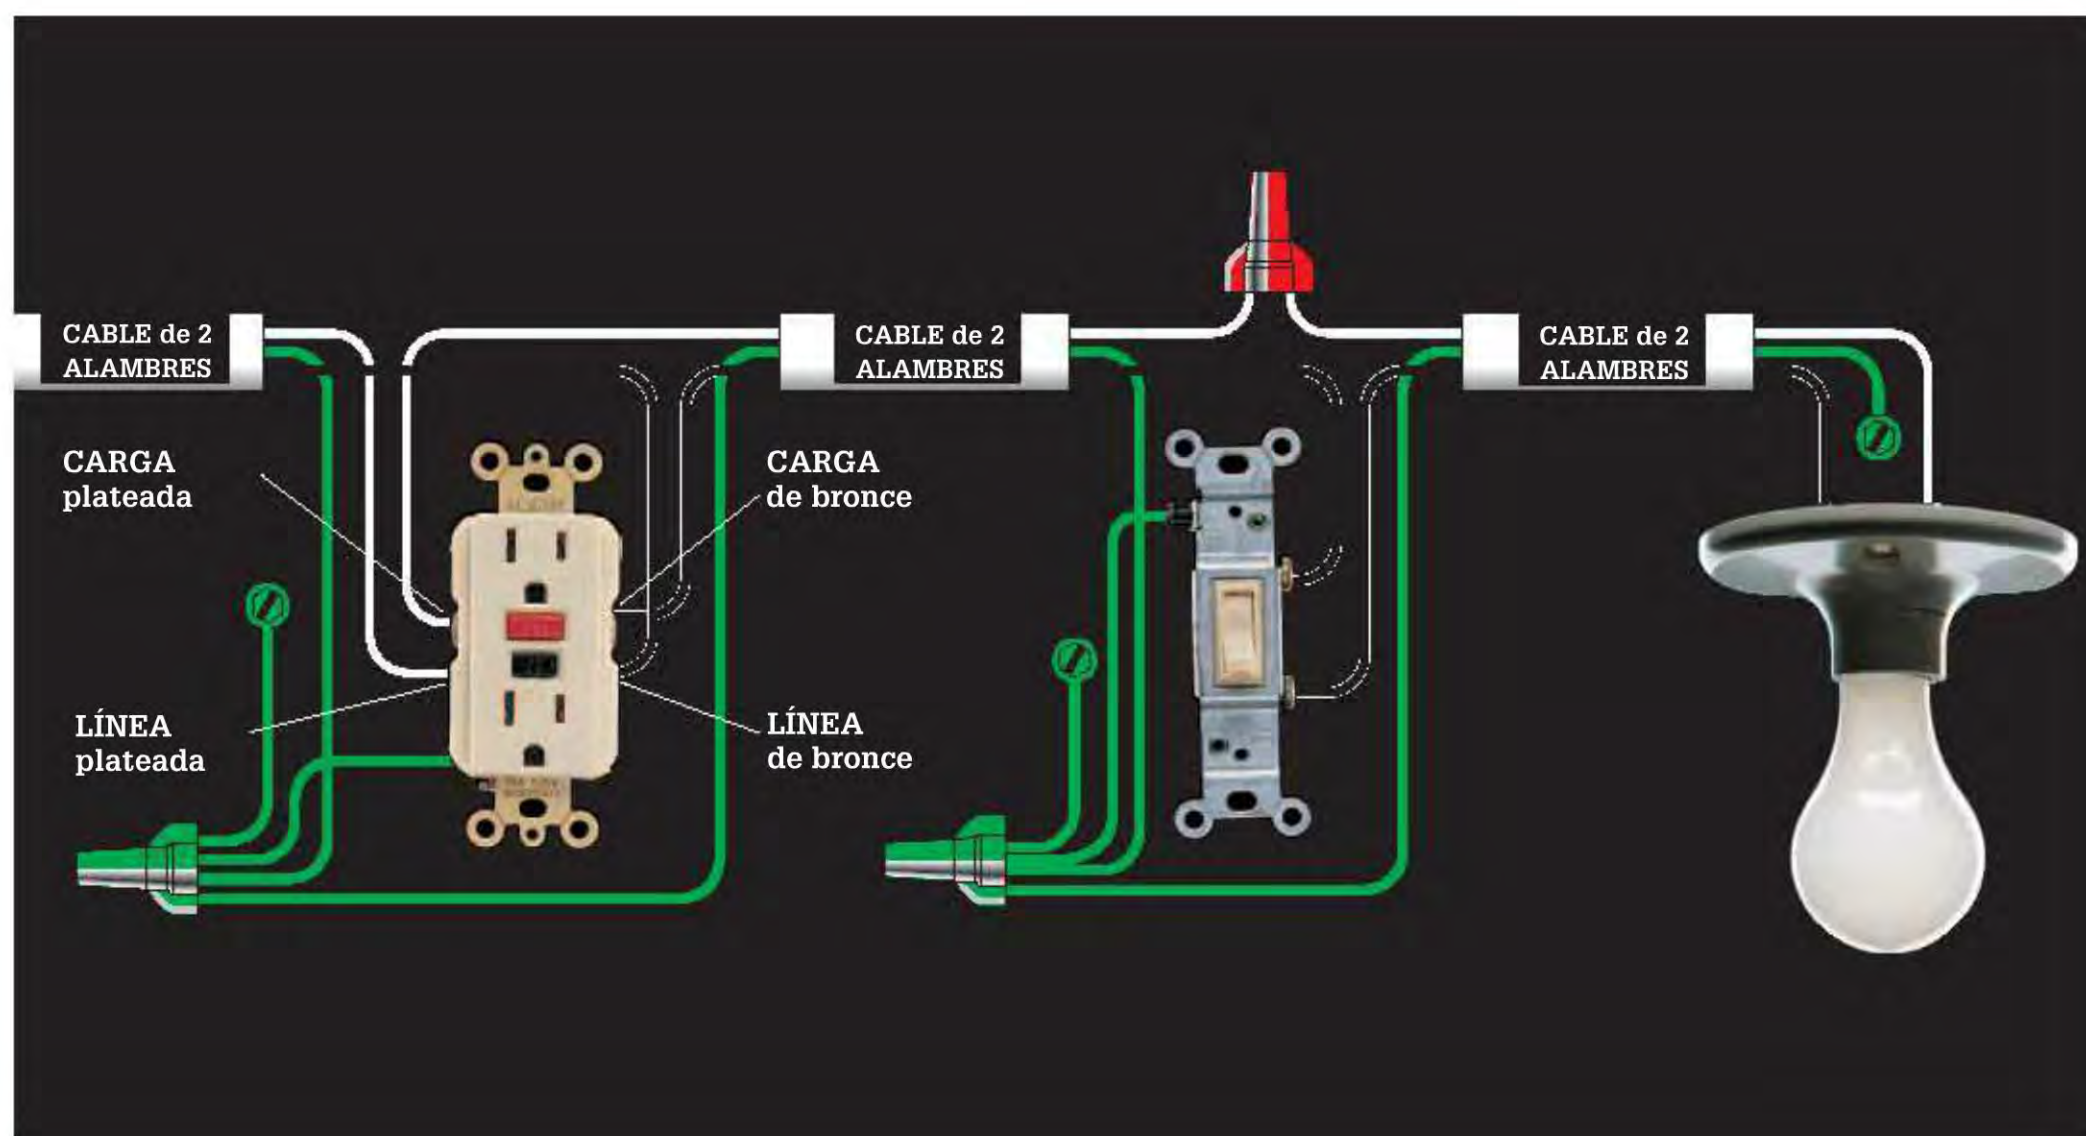 CABLE de 2
ALAMBRES
CABLE de 2
ALAMBRES
CABLE de 2
ALAMBRES
CARGA
plateada
CARGA
de bronce
LÍNEA
plateada
LÍNEA
de bronce